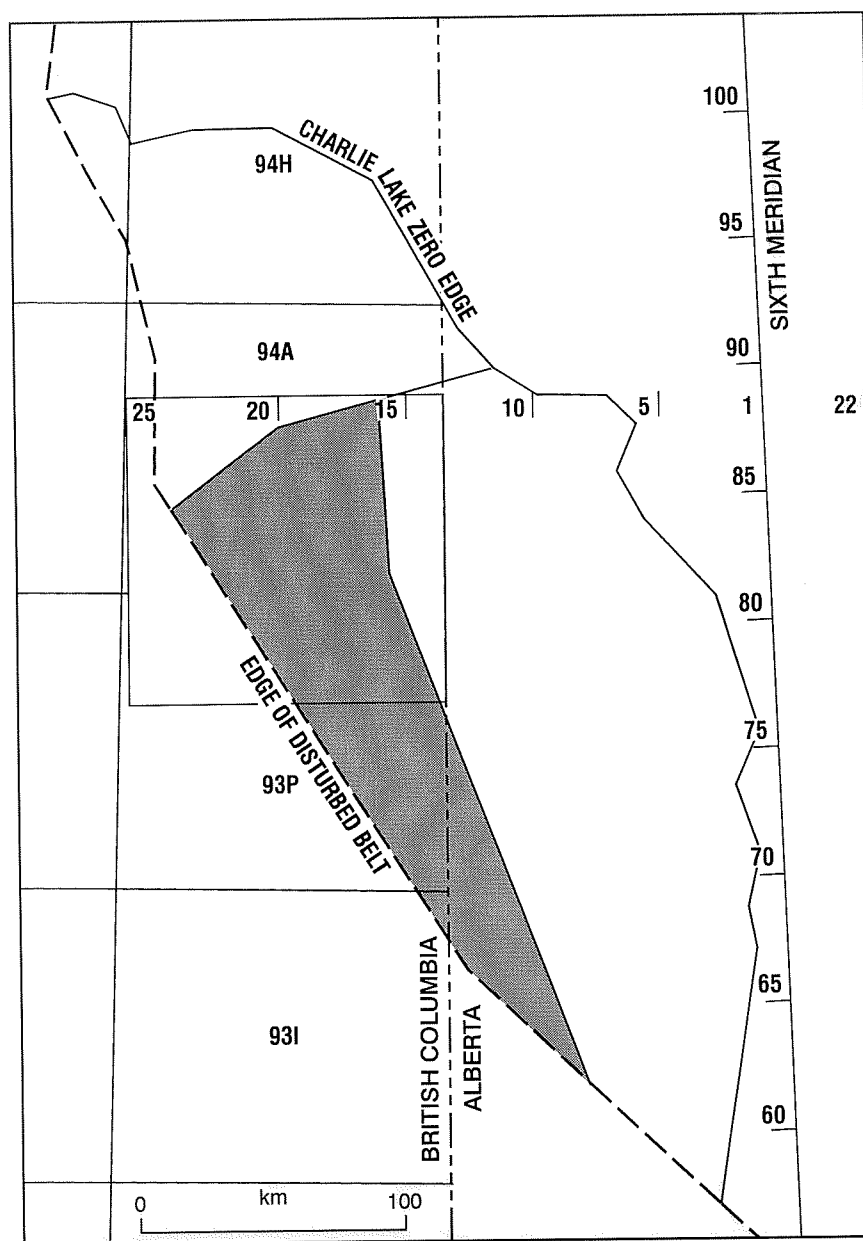 100
CHARLIE LAKE ZERO EDGE
94H
SIXTH MERIDIAN
95
94A
90
25
20
15
10
5
1
22
85
80
EDGE OF DISTURBED BELT
75
93P
70
BRITISH COLUMBIA
ALBERTA
65
93I
60
0
km
100